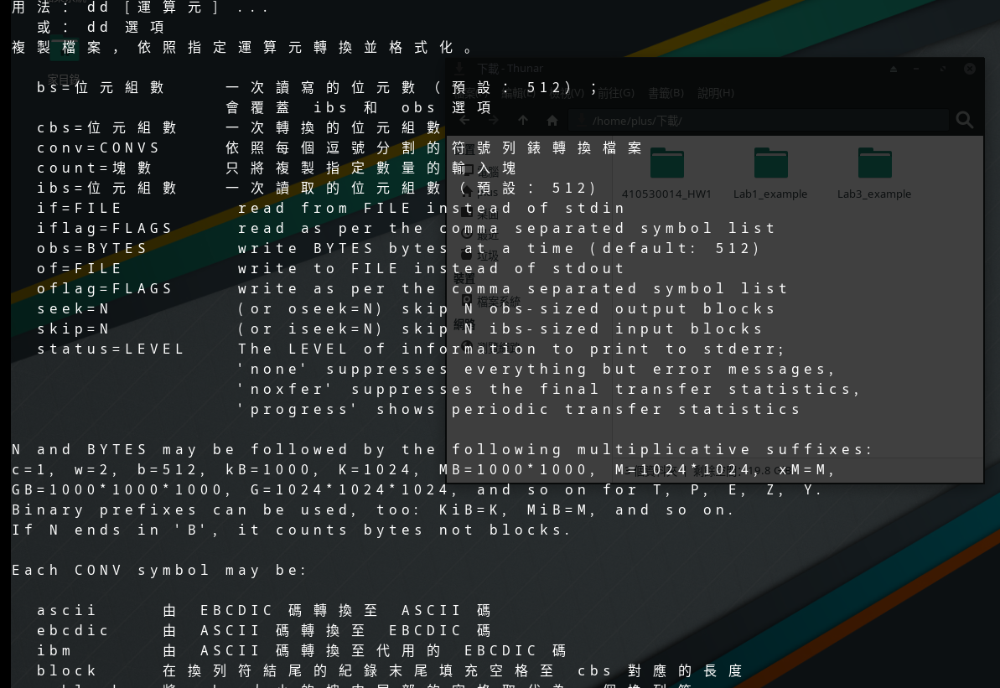 用法: dd [運算元] ...
或: dd 選項
複製檔案, 依照指定運算元轉換並格式化。
家目錄
bs=位元組數 一次讀寫的位元數(預設: 512);
會覆蓋 ibs 和 obs 選項
cbs=位元組數 一次轉換的位元組數
conv=CONVS 依照每個逗號分割的符號列錶轉換檔案
count=塊數 只將複製指定數量的輸入塊
ibs=位元組數 一次讀取的位元組數(預設: 512)
if=FILE read from FILE instead of stdin
iflag=FLAGS read as per the comma separated symbol list
obs=BYTES write BYTES bytes at a time (default: 512)
of=FILE write to FILE instead of stdout
oflag=FLAGS write as per the comma separated symbol list
seek=N (or oseek=N) skip N obs-sized output blocks
skip=N (or iseek=N) skip N ibs-sized input blocks
status=LEVEL The LEVEL of information to print to stderr;
'none' suppresses everything but error messages,
'noxfer' suppresses the final transfer statistics,
'progress' shows periodic transfer statistics
N and BYTES may be followed by the following multiplicative suffixes:
c=1, w=2, b=512, kB=1000, K=1024, MB=1000*1000, M=1024*1024, xM=M,
GB=1000*1000*1000, G=1024*1024*1024, and so on for T, P, E, Z, Y.
Binary prefixes can be used, too: KiB=K, MiB=M, and so on.
If N ends in 'B', it counts bytes not blocks.
Each CONV symbol may be:
ascii 由 EBCDIC 碼轉換至 ASCII 碼
ebcdic 由 ASCII 碼轉換至 EBCDIC 碼
ibm 由 ASCII 碼轉換至代用的 EBCDIC 碼
block 在換列符結尾的紀錄末尾填充空格至 cbs 對應的長度
下載 - Thunar
編輯(E) 檢視(V) 前往(G) 書籤(B) 說明(H)
/home/plus/下載/
410530014_HW1 Lab1_example Lab3_example
桌面
最近
垃圾
裝置
檔案系統
網路